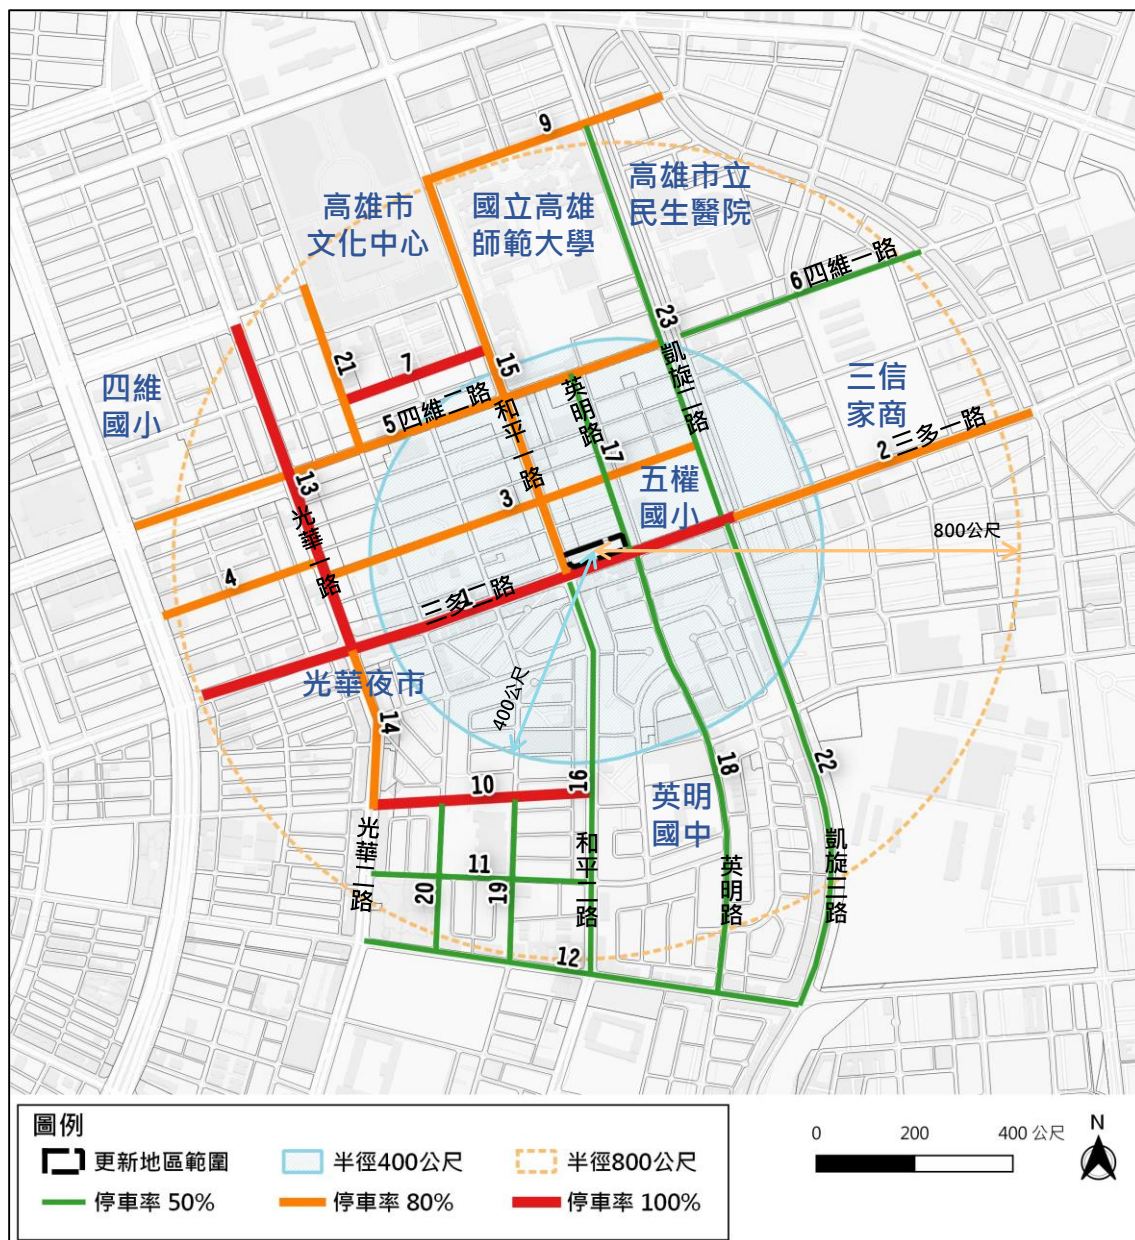 9
高雄市立
民生醫院
高雄市
文化中心
國立高雄
師範大學
6 四維一路
23
凱旋二路
21
7
15
和平一路
四維
國小
5 四維二路
英明路
17
三信
家商
2 三多一路
13
光華一路
3
五權
國小
800公尺
4
三多二路
1
光華夜市
400公尺
14
18
22
10
16
英明
國中
光華二路
11
20
19
和平二路
英明路
凱旋三路
12
圖例
更新地區範圍
半徑400公尺
半徑800公尺
停車率 50%
停車率 80%
停車率 100%
0 200 400 公尺
N